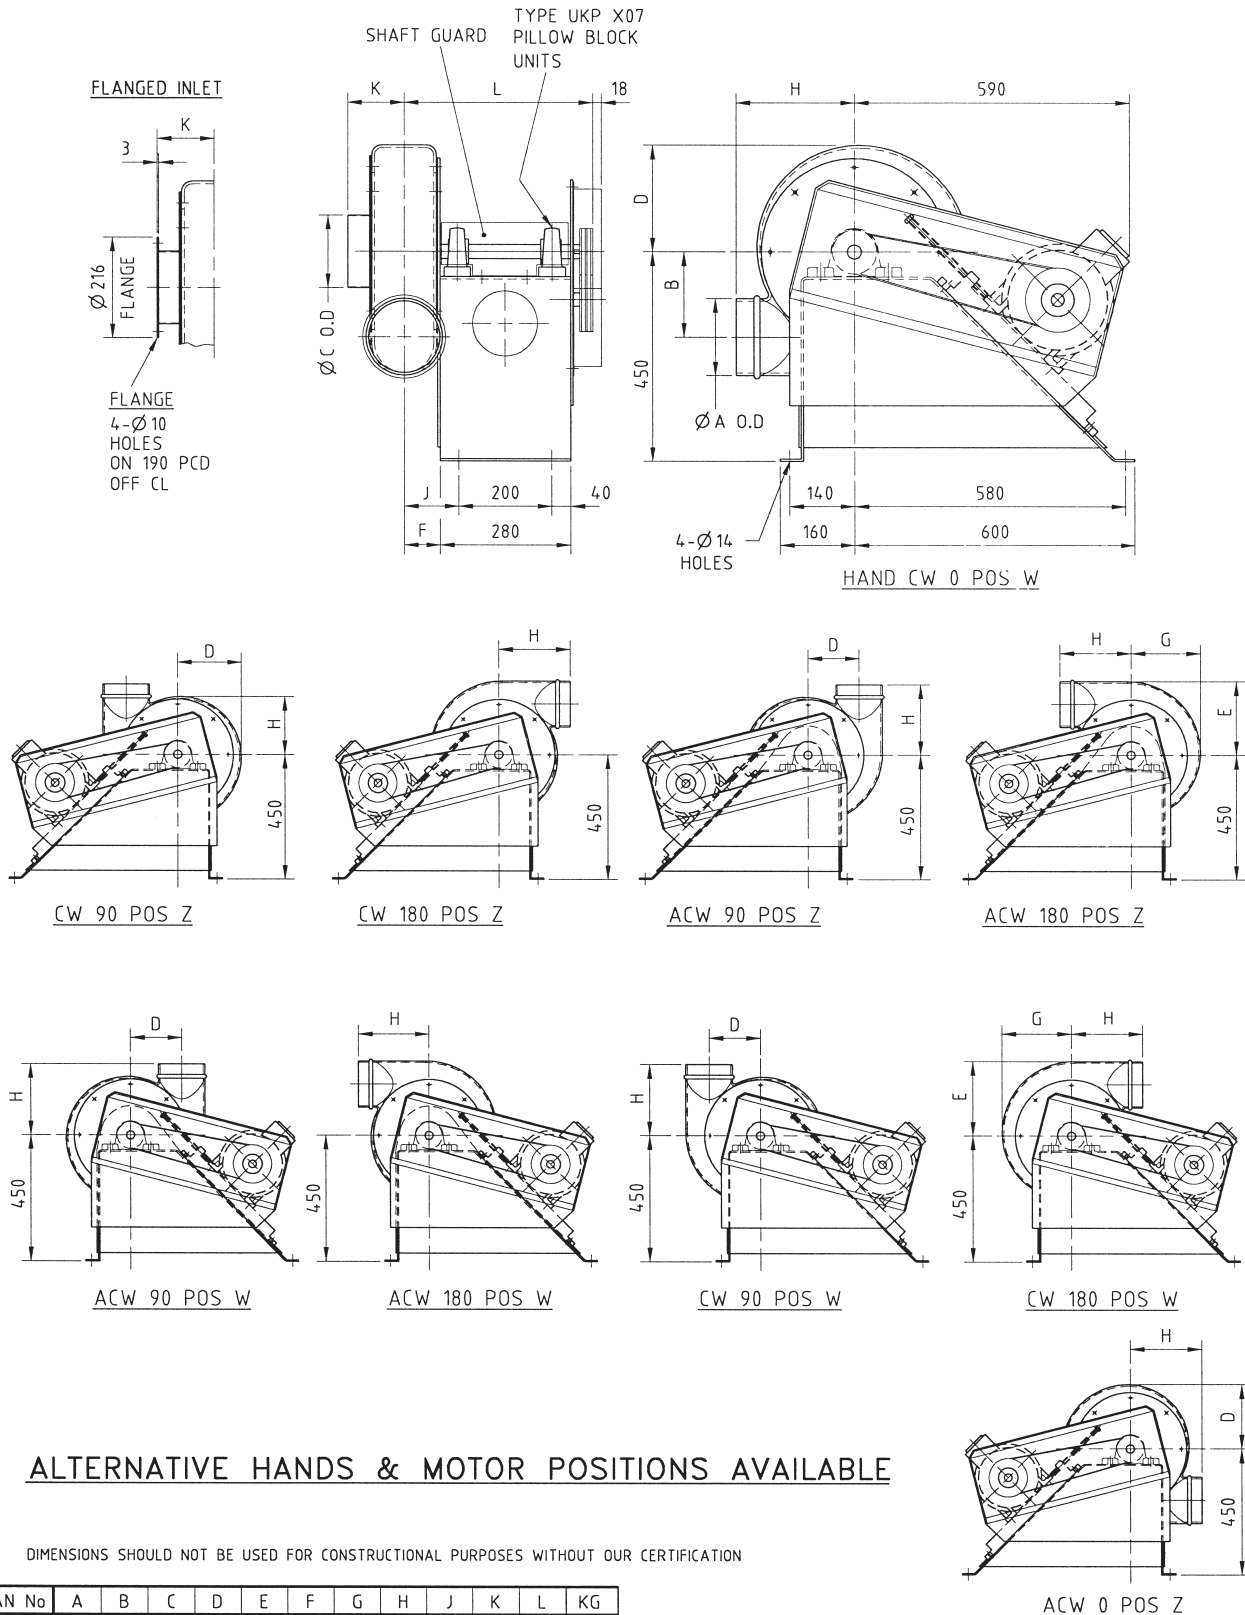 TYPE UKP X07
PILLOW BLOCK
UNITS
SHAFT GUARD
FLANGED INLET
K
3
Ø 216
FLANGE
FLANGE
4-Ø 10
HOLES
ON 190 PCD
OFF CL
K
L
18
Ø C O.D
J
200
40
F
280
H
590
D
B
450
Ø A O.D
140
580
160
600
4-Ø 14
HOLES
HAND CW 0 POS W
D
H
450
CW 90 POS Z
H
450
CW 180 POS Z
D
H
450
ACW 90 POS Z
H
G
E
450
ACW 180 POS Z
D
H
450
ACW 90 POS W
H
450
ACW 180 POS W
D
H
450
CW 90 POS W
G
H
E
450
CW 180 POS W
H
D
450
ACW 0 POS Z
ALTERNATIVE HANDS & MOTOR POSITIONS AVAILABLE
DIMENSIONS SHOULD NOT BE USED FOR CONSTRUCTIONAL PURPOSES WITHOUT OUR CERTIFICATION
AN No A B C D E F G H J K L KG